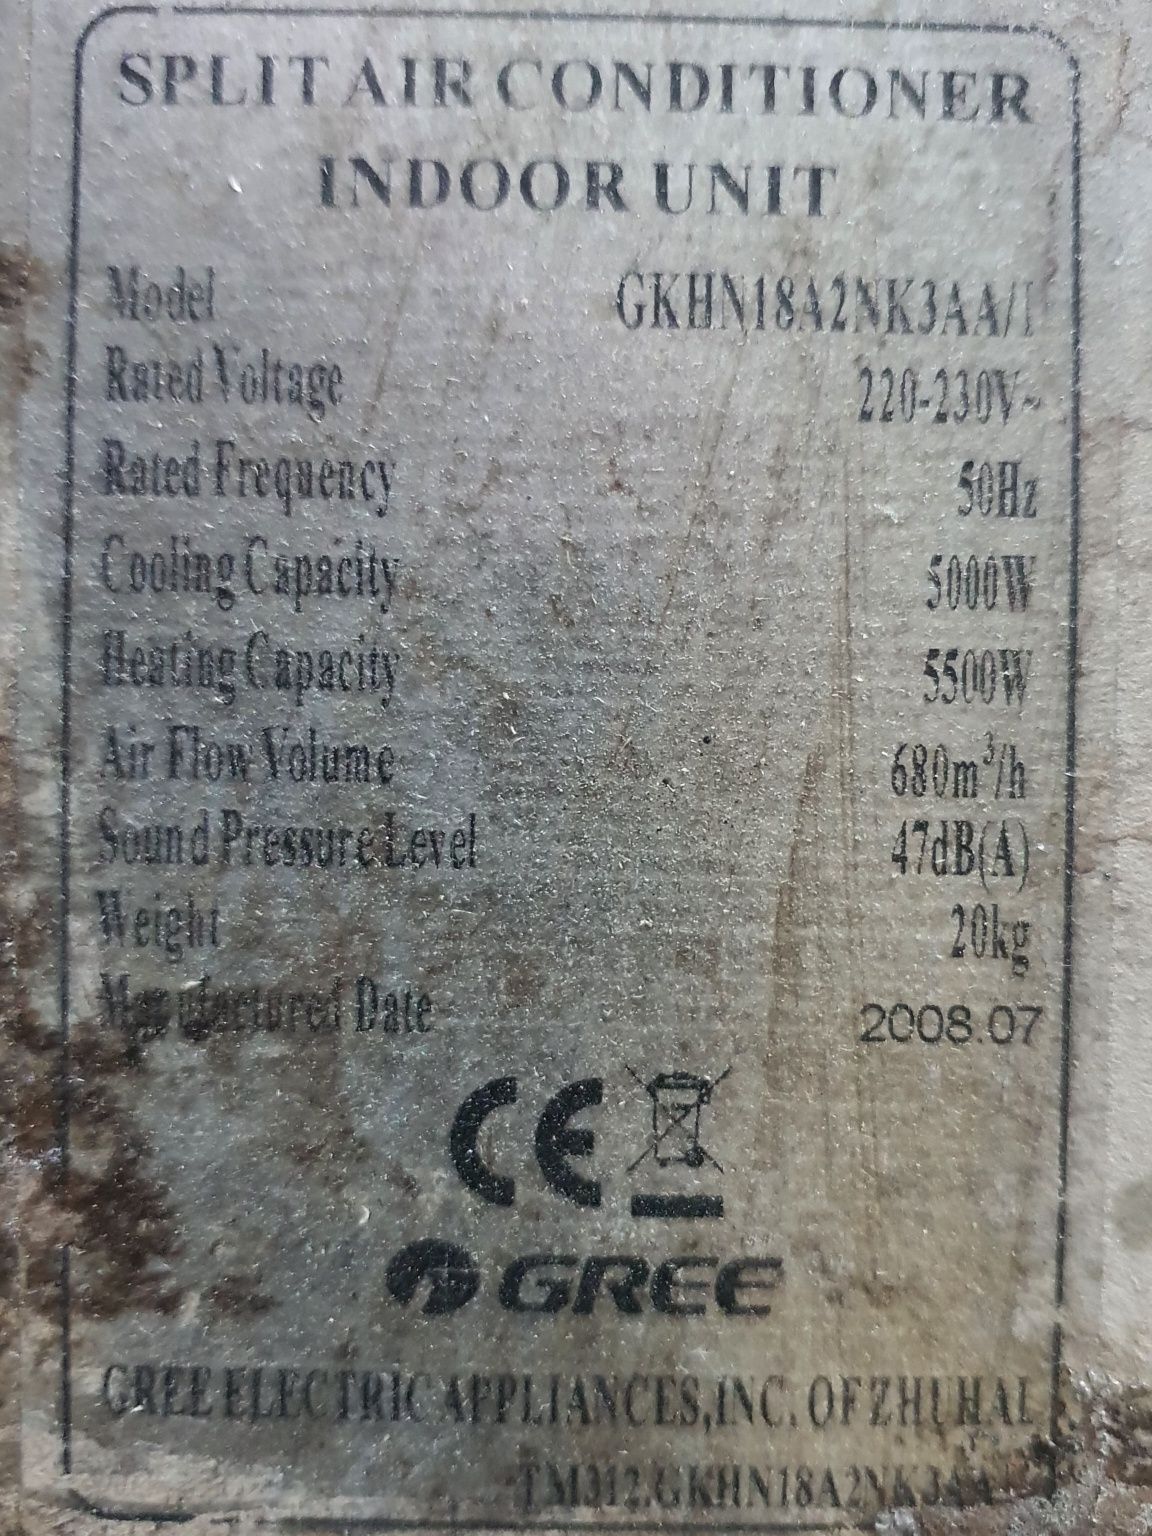 SPLIT AIR CONDITIONER
INDOOR UNIT
Model GKHN18A2NK3AA/I
Rated Voltage 220-230V~
Rated Frequency 50Hz
Cooling Capacity 5000W
Heating Capacity 5500W
Air Flow Volume 680m³/h
Sound Pressure Level 47dB(A)
Weight 20kg
Manufactured Date 2008.07
CE
GREE
GREE ELECTRIC APPLIANCES,INC. OF ZHUHAI
TM312.GKHN18A2NK3AA